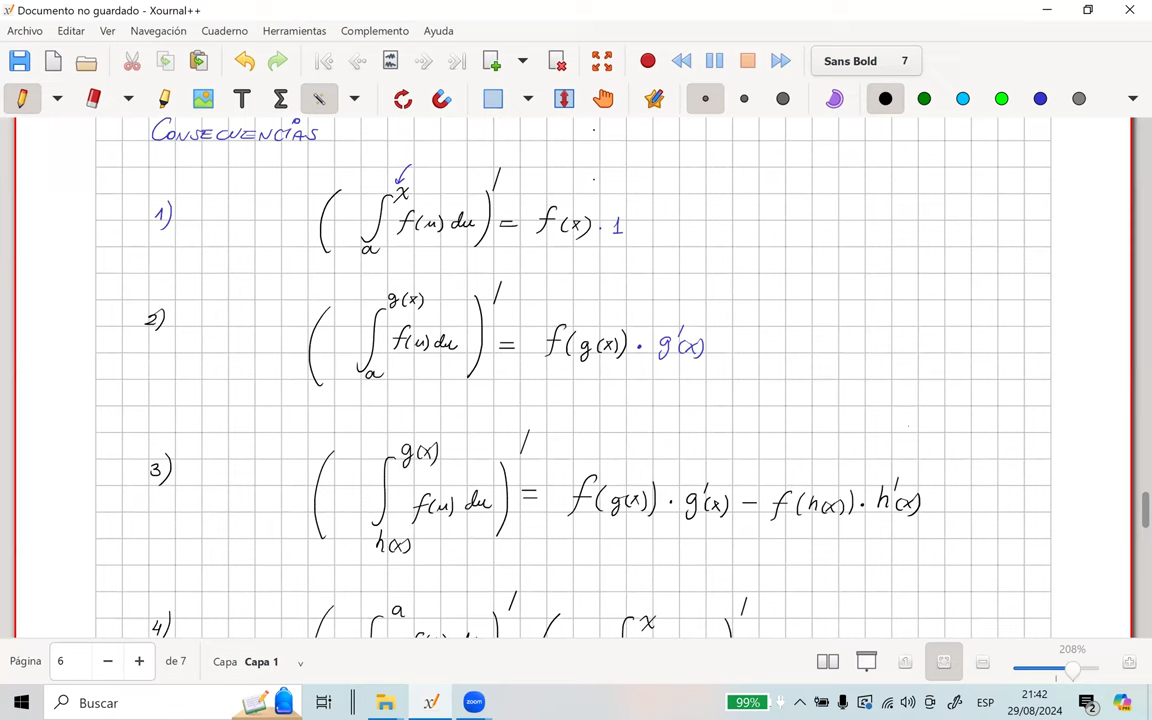 Documento no guardado - Xournal++
Archivo Editar Ver Navegación Cuaderno Herramientas Complemento Ayuda
Sans Bold 7
CONSECUENCIAS
1) ( ∫_a^x f(u) du )' = f(x) · 1
2) ( ∫_a^{g(x)} f(u) du )' = f(g(x)) · g'(x)
3) ( ∫_{h(x)}^{g(x)} f(u) du )' = f(g(x)) · g'(x) - f(h(x)) · h'(x)
4) ( ∫^a )' ( ∫^x )'
Página 6 de 7 Capa Capa 1 208%
Buscar 99% ESP 21:42
29/08/2024 2